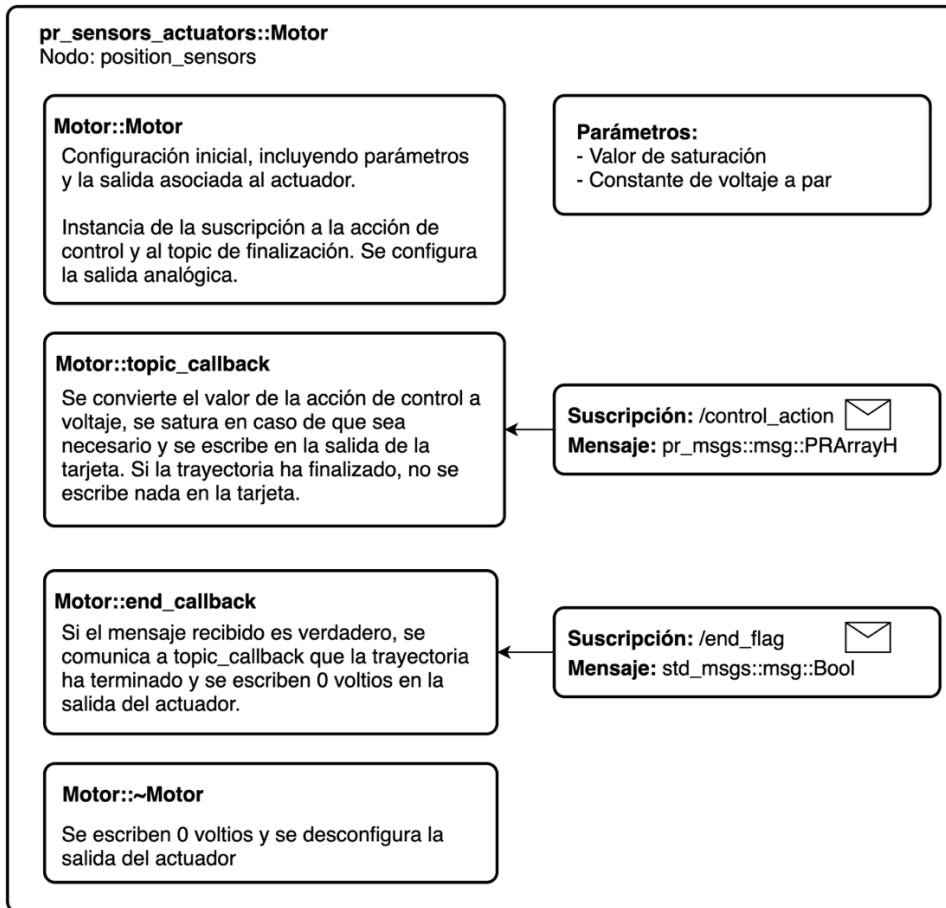 pr_sensors_actuators::Motor
Nodo: position_sensors
Motor::Motor
Configuración inicial, incluyendo parámetros
y la salida asociada al actuador.
Instancia de la suscripción a la acción de
control y al topic de finalización. Se configura
la salida analógica.
Parámetros:
- Valor de saturación
- Constante de voltaje a par
Motor::topic_callback
Se convierte el valor de la acción de control a
voltaje, se satura en caso de que sea
necesario y se escribe en la salida de la
tarjeta. Si la trayectoria ha finalizado, no se
escribe nada en la tarjeta.
Suscripción: /control_action
Mensaje: pr_msgs::msg::PRArrayH
Motor::end_callback
Si el mensaje recibido es verdadero, se
comunica a topic_callback que la trayectoria
ha terminado y se escriben 0 voltios en la
salida del actuador.
Suscripción: /end_flag
Mensaje: std_msgs::msg::Bool
Motor::~Motor
Se escriben 0 voltios y se desconfigura la
salida del actuador